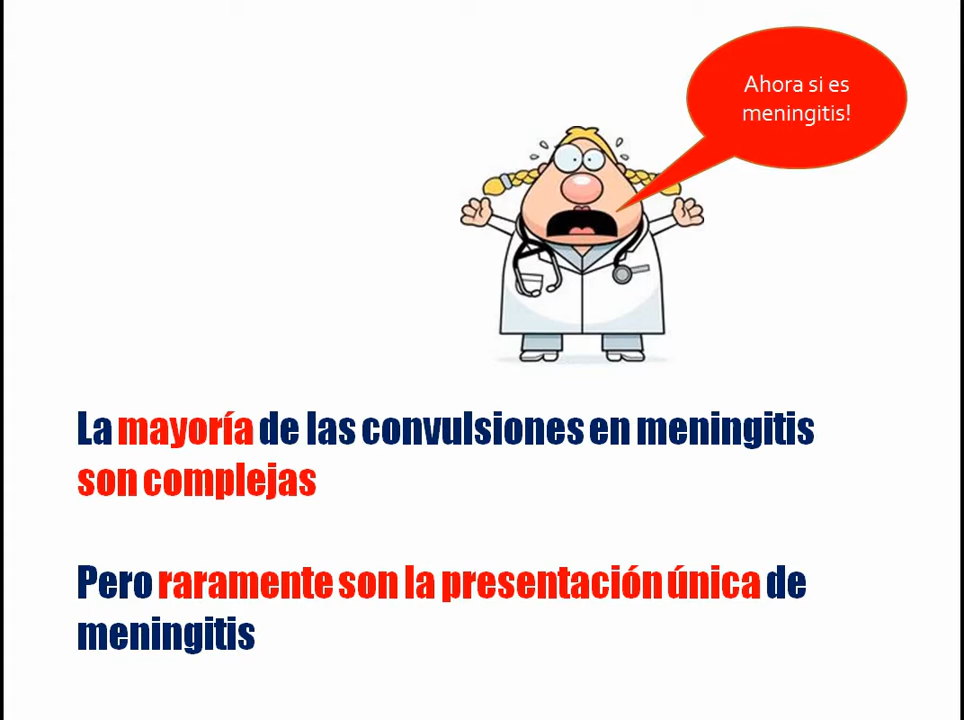 Ahora si es
meningitis!
La mayoría de las convulsiones en meningitis
son complejas
Pero raramente son la presentación única de
meningitis